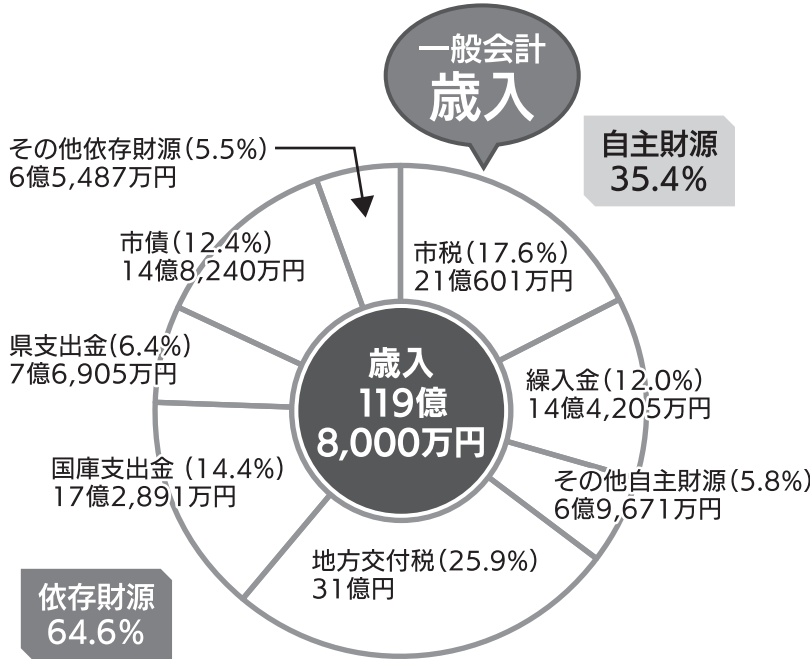 一般会計
歳入
自主財源
35.4%
その他依存財源(5.5%)
6億5,487万円
市債(12.4%)
14億8,240万円
市税(17.6%)
21億601万円
県支出金(6.4%)
7億6,905万円
歳入
119億
8,000万円
繰入金(12.0%)
14億4,205万円
国庫支出金 (14.4%)
17億2,891万円
その他自主財源(5.8%)
6億9,671万円
地方交付税(25.9%)
31億円
依存財源
64.6%